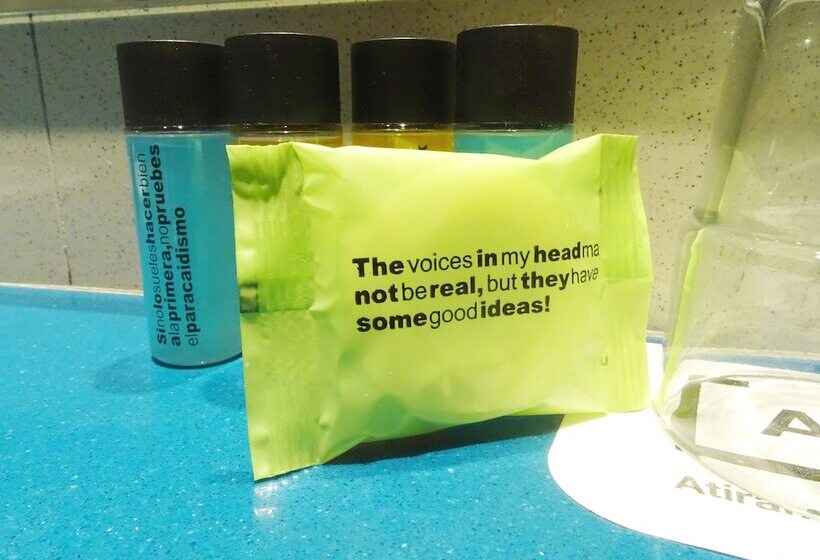 Sinolosueleshacerbien
alaprimera,nopruebes
elparacaidismo
The voices in my head ma
not be real, but they have
some good ideas!
A
Atira